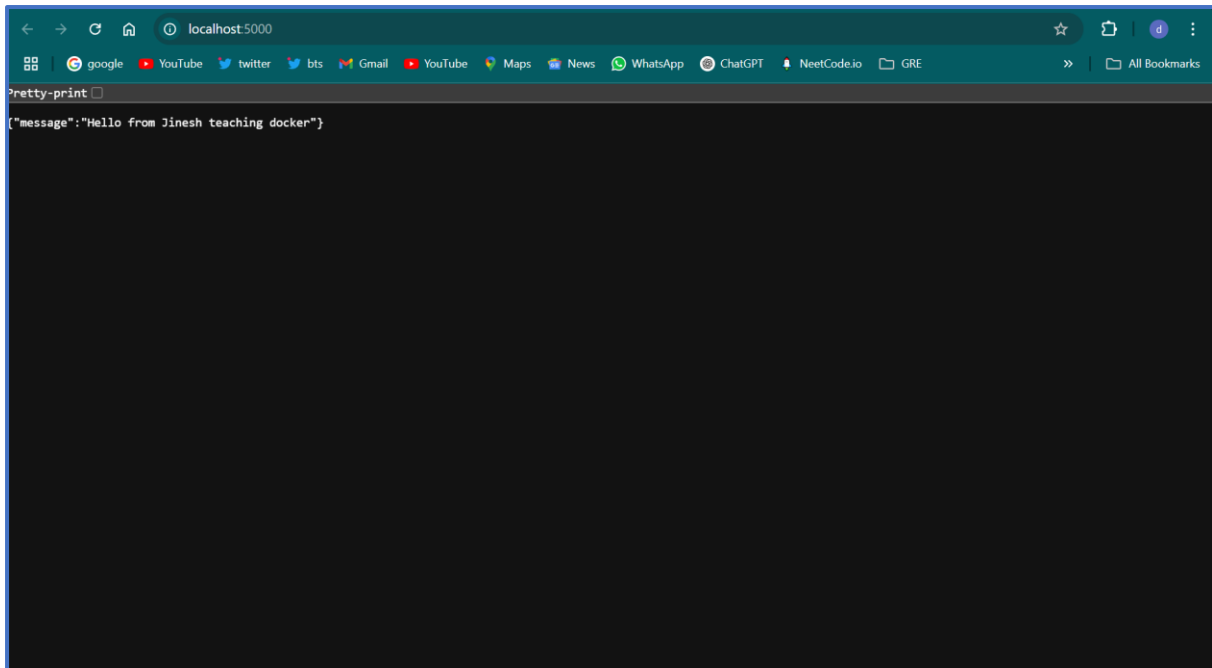 localhost:5000
d
google YouTube twitter bts Gmail YouTube Maps News WhatsApp ChatGPT NeetCode.io GRE » All Bookmarks
Pretty-print
{"message":"Hello from Jinesh teaching docker"}